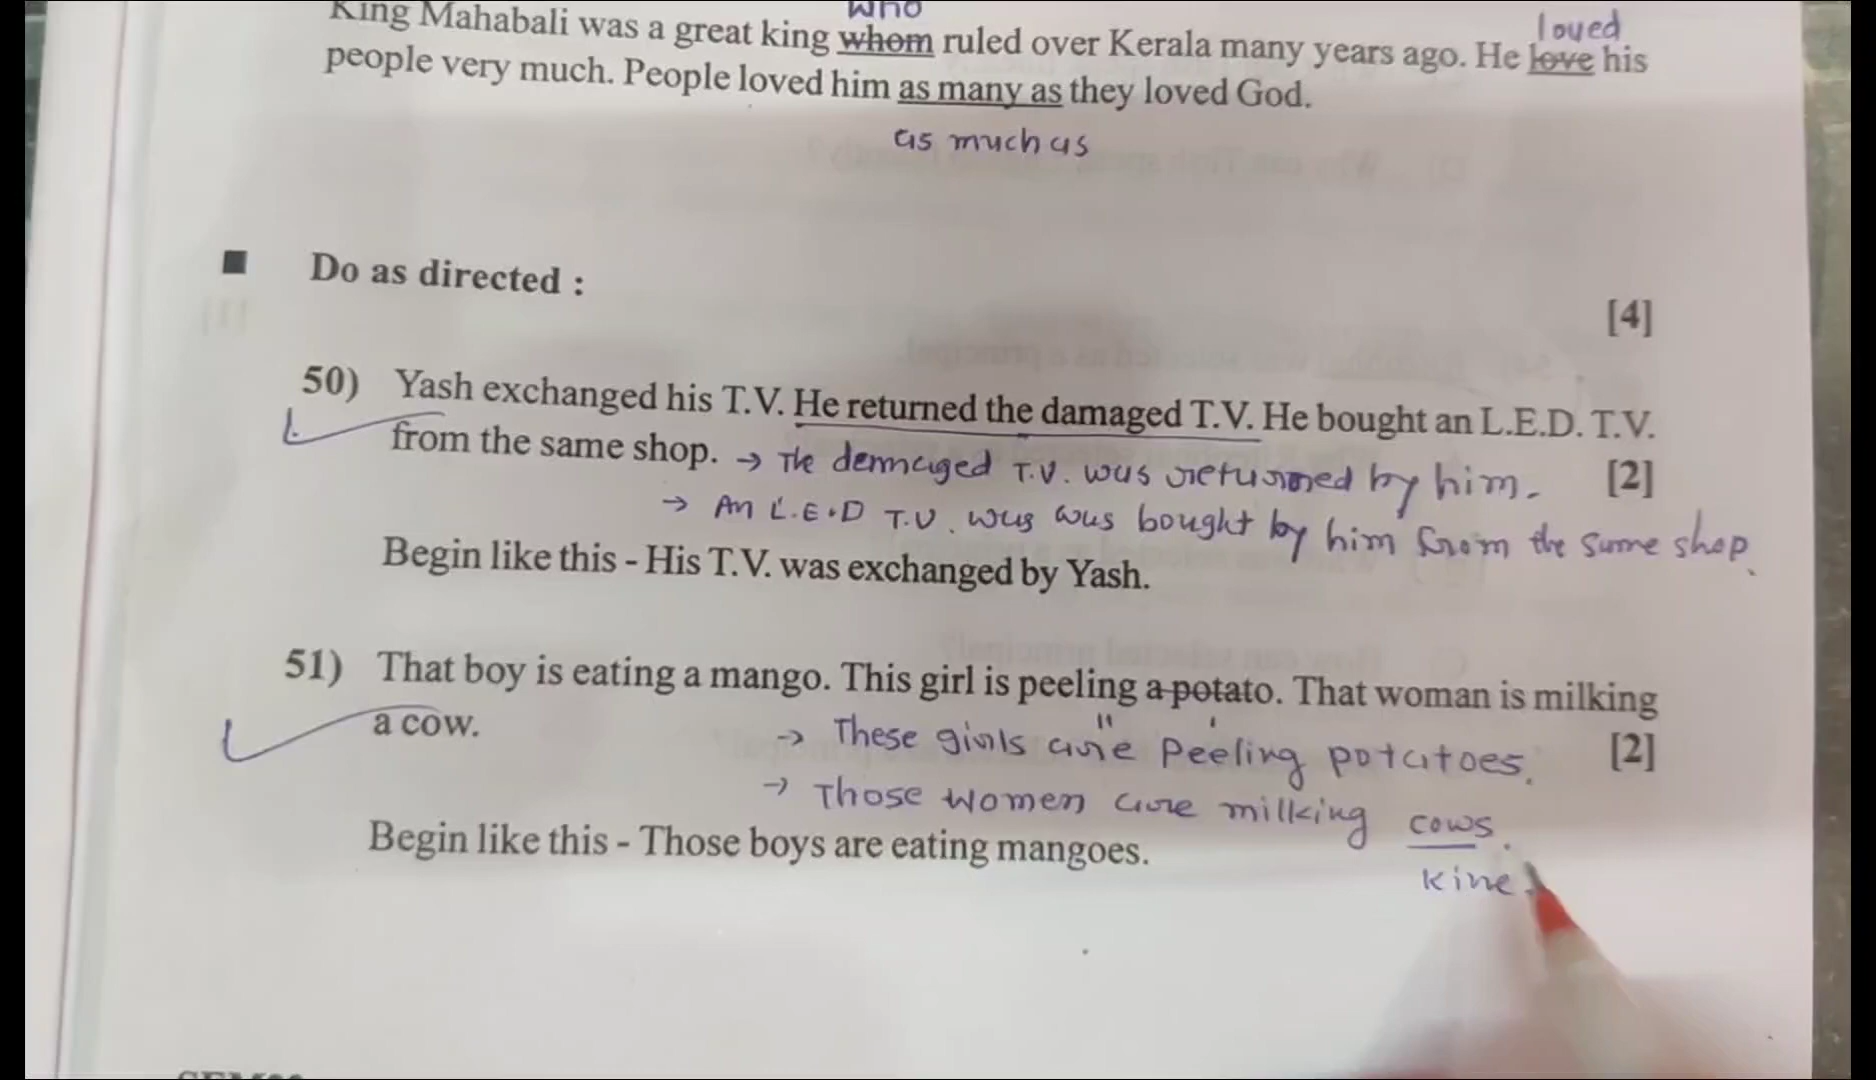 who
loved
King Mahabali was a great king whom ruled over Kerala many years ago. He love his
people very much. People loved him as many as they loved God.
as much as
■ Do as directed :
[4]
50) Yash exchanged his T.V. He returned the damaged T.V. He bought an L.E.D. T.V.
from the same shop. → The demaged T.V. was returned by him. [2]
→ An L.E.D T.V. was was bought by him from the same shop.
Begin like this - His T.V. was exchanged by Yash.
51) That boy is eating a mango. This girl is peeling a potato. That woman is milking
a cow. → These girls are peeling potatoes. [2]
→ Those women are milking cows.
Begin like this - Those boys are eating mangoes.
kine.